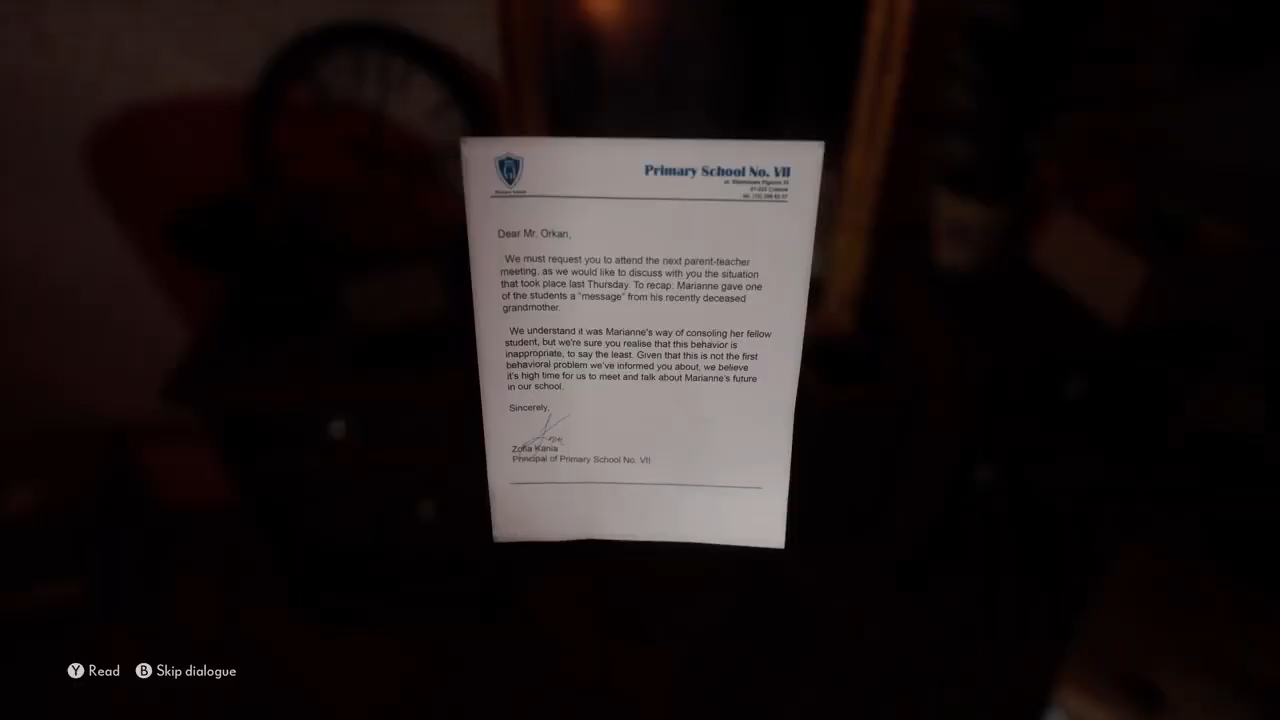 Primary School No. VII
Dear Mr. Orkan,
We must request you to attend the next parent-teacher
meeting, as we would like to discuss with you the situation
that took place last Thursday. To recap: Marianne gave one
of the students a "message" from his recently deceased
grandmother.
We understand it was Marianne's way of consoling her fellow
student, but we're sure you realise that this behavior is
inappropriate, to say the least. Given that this is not the first
behavioral problem we've informed you about, we believe
it's high time for us to meet and talk about Marianne's future
in our school.
Sincerely,
Zofia Kania
Principal of Primary School No. VII
Y Read B Skip dialogue